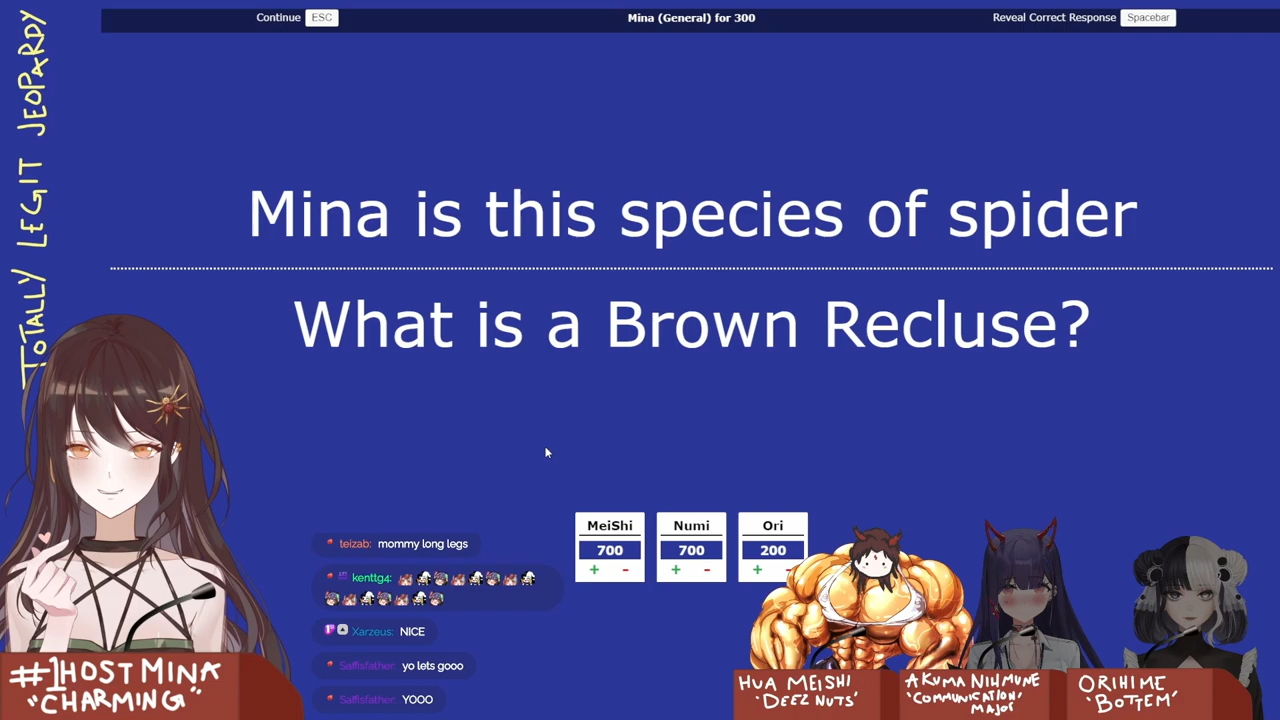 Continue ESC
Mina (General) for 300
Reveal Correct Response Spacebar
TOTALLY LEGIT JEOPARDY
Mina is this species of spider
What is a Brown Recluse?
MeiShi
700
+ -
Numi
700
+ -
Ori
200
+ -
teizab: mommy long legs
kenttg4:
Xarzeus: NICE
Saffisfather: yo lets gooo
Saffisfather: YOOO
#1 HOST MINA
"CHARMING"
HUA MEISHI
"DEEZ NUTS"
AKUMA NIHMUNE
"COMMUNICATION"
MAJOR
ORIHIME
"BOTTEM"